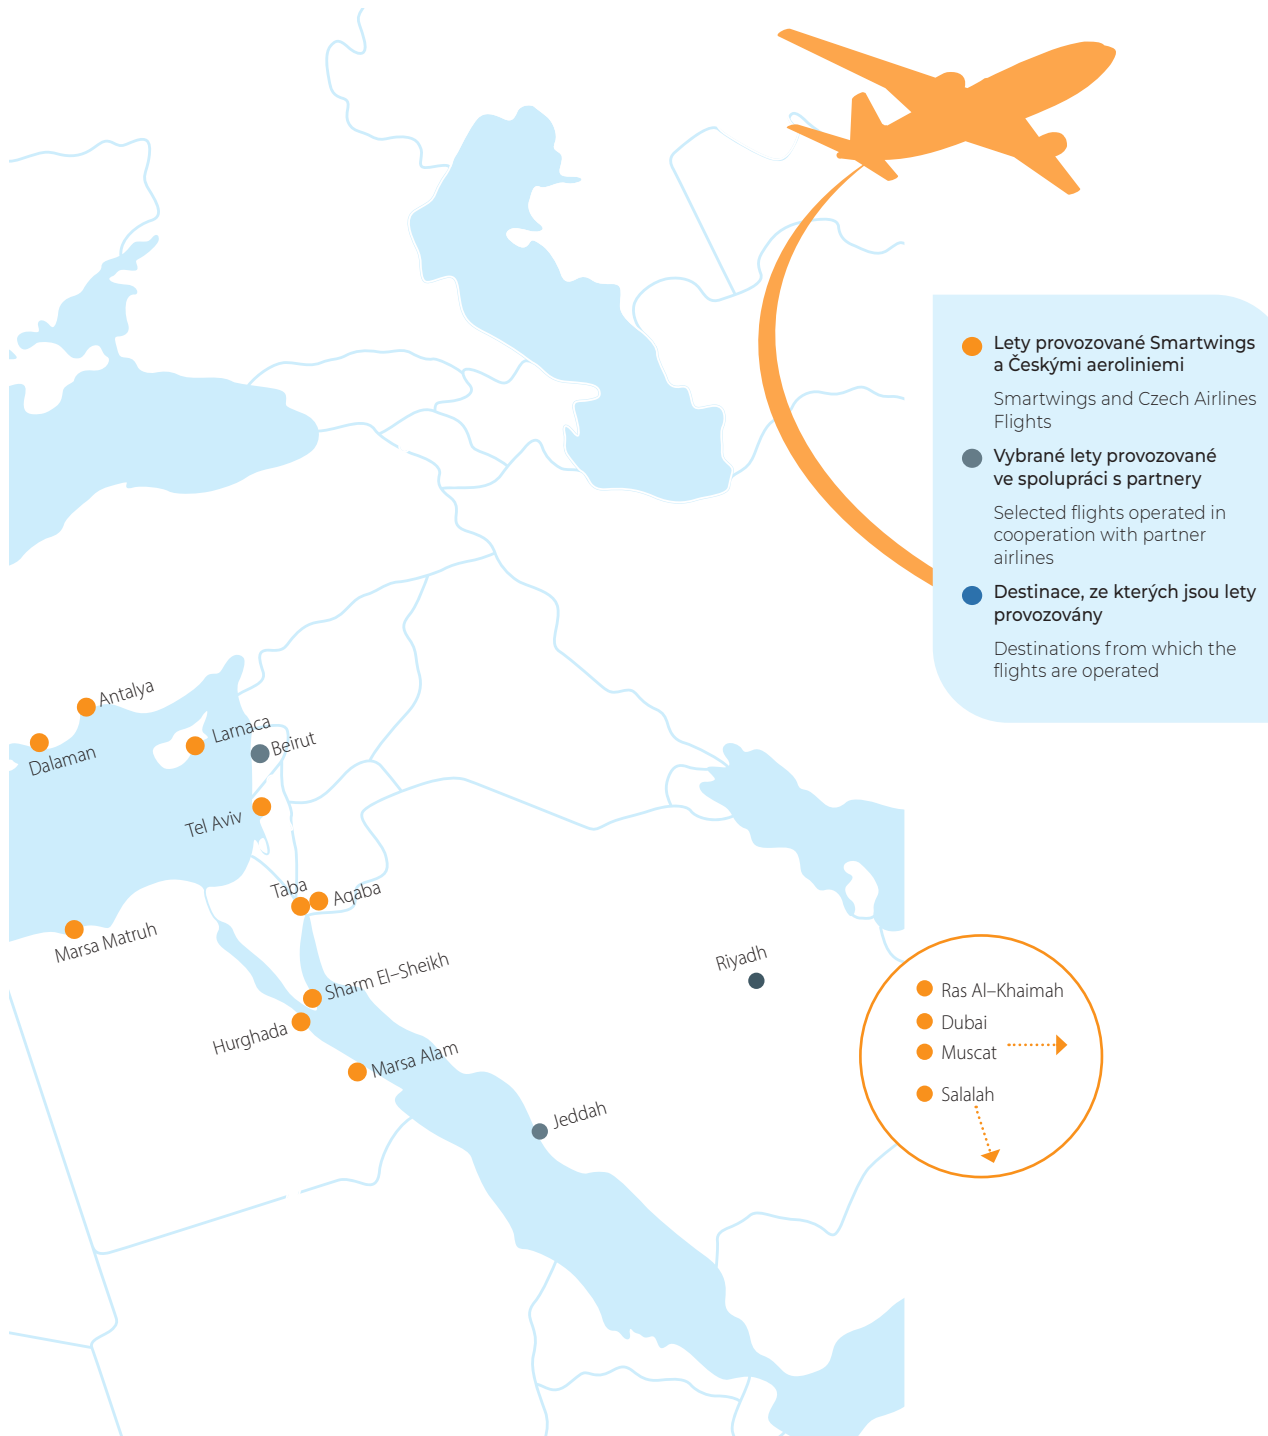 Lety provozované Smartwings
a Českými aeroliniemi
Smartwings and Czech Airlines
Flights
Vybrané lety provozované
ve spolupráci s partnery
Selected flights operated in
cooperation with partner
airlines
Destinace, ze kterých jsou lety
provozovány
Destinations from which the
flights are operated
Antalya
Dalaman
Larnaca
Beirut
Tel Aviv
Taba
Aqaba
Marsa Matruh
Sharm El–Sheikh
Riyadh
Hurghada
Marsa Alam
Jeddah
Ras Al–Khaimah
Dubai
Muscat
Salalah